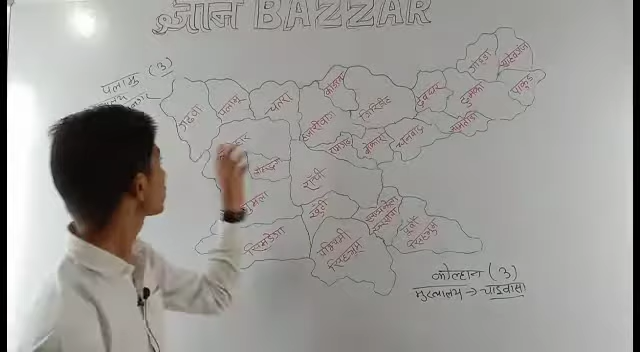 ज्ञान BAZZAR
पलामू (3)
गढ़वा
पलामू
चतरा
कोडरमा
हजारीबाग
गिरिडीह
देवघर
दुमका
गोड्डा
साहेबगंज
पाकुड़
जामताड़ा
धनबाद
बोकारो
रामगढ़
रांची
खूंटी
गुमला
सिमडेगा
पश्चिमी
सिंहभूम
पूर्वी
सिंहभूम
कोल्हान (3)
मुख्यालय → चाईबासा